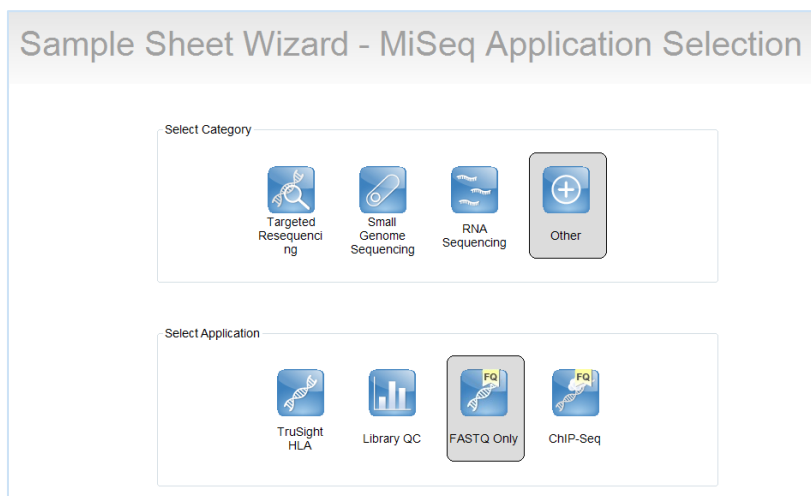 Sample Sheet Wizard - MiSeq Application Selection
Select Category
Targeted
Resequenci
ng
Small
Genome
Sequencing
RNA
Sequencing
Other
Select Application
TruSight
HLA
Library QC
FQ
FASTQ Only
FQ
ChIP-Seq